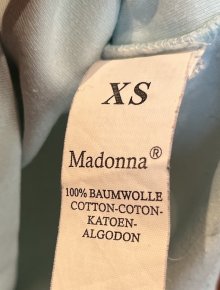 XS
Madonna®
100% BAUMWOLLE
COTTON-COTON-
KATOEN-
ALGODON